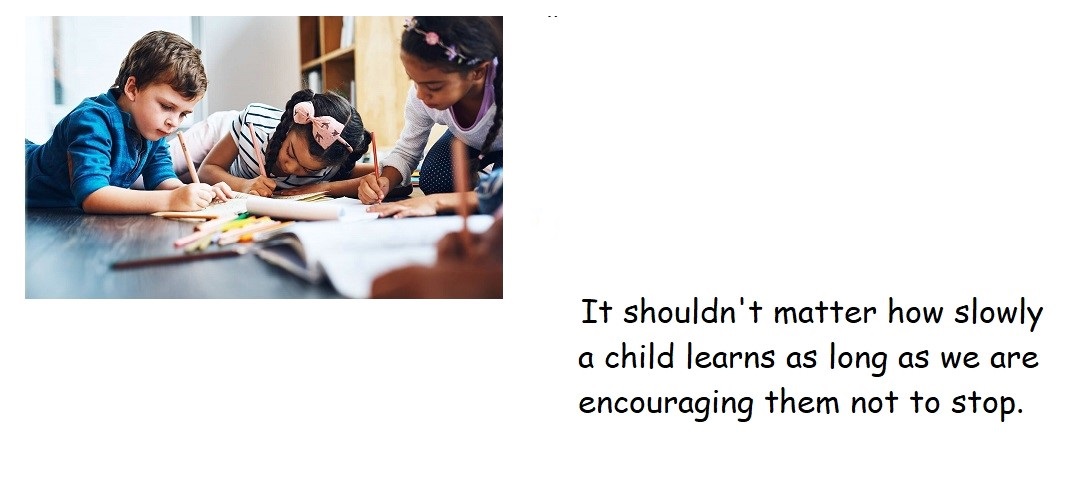 It shouldn't matter how slowly
a child learns as long as we are
encouraging them not to stop.